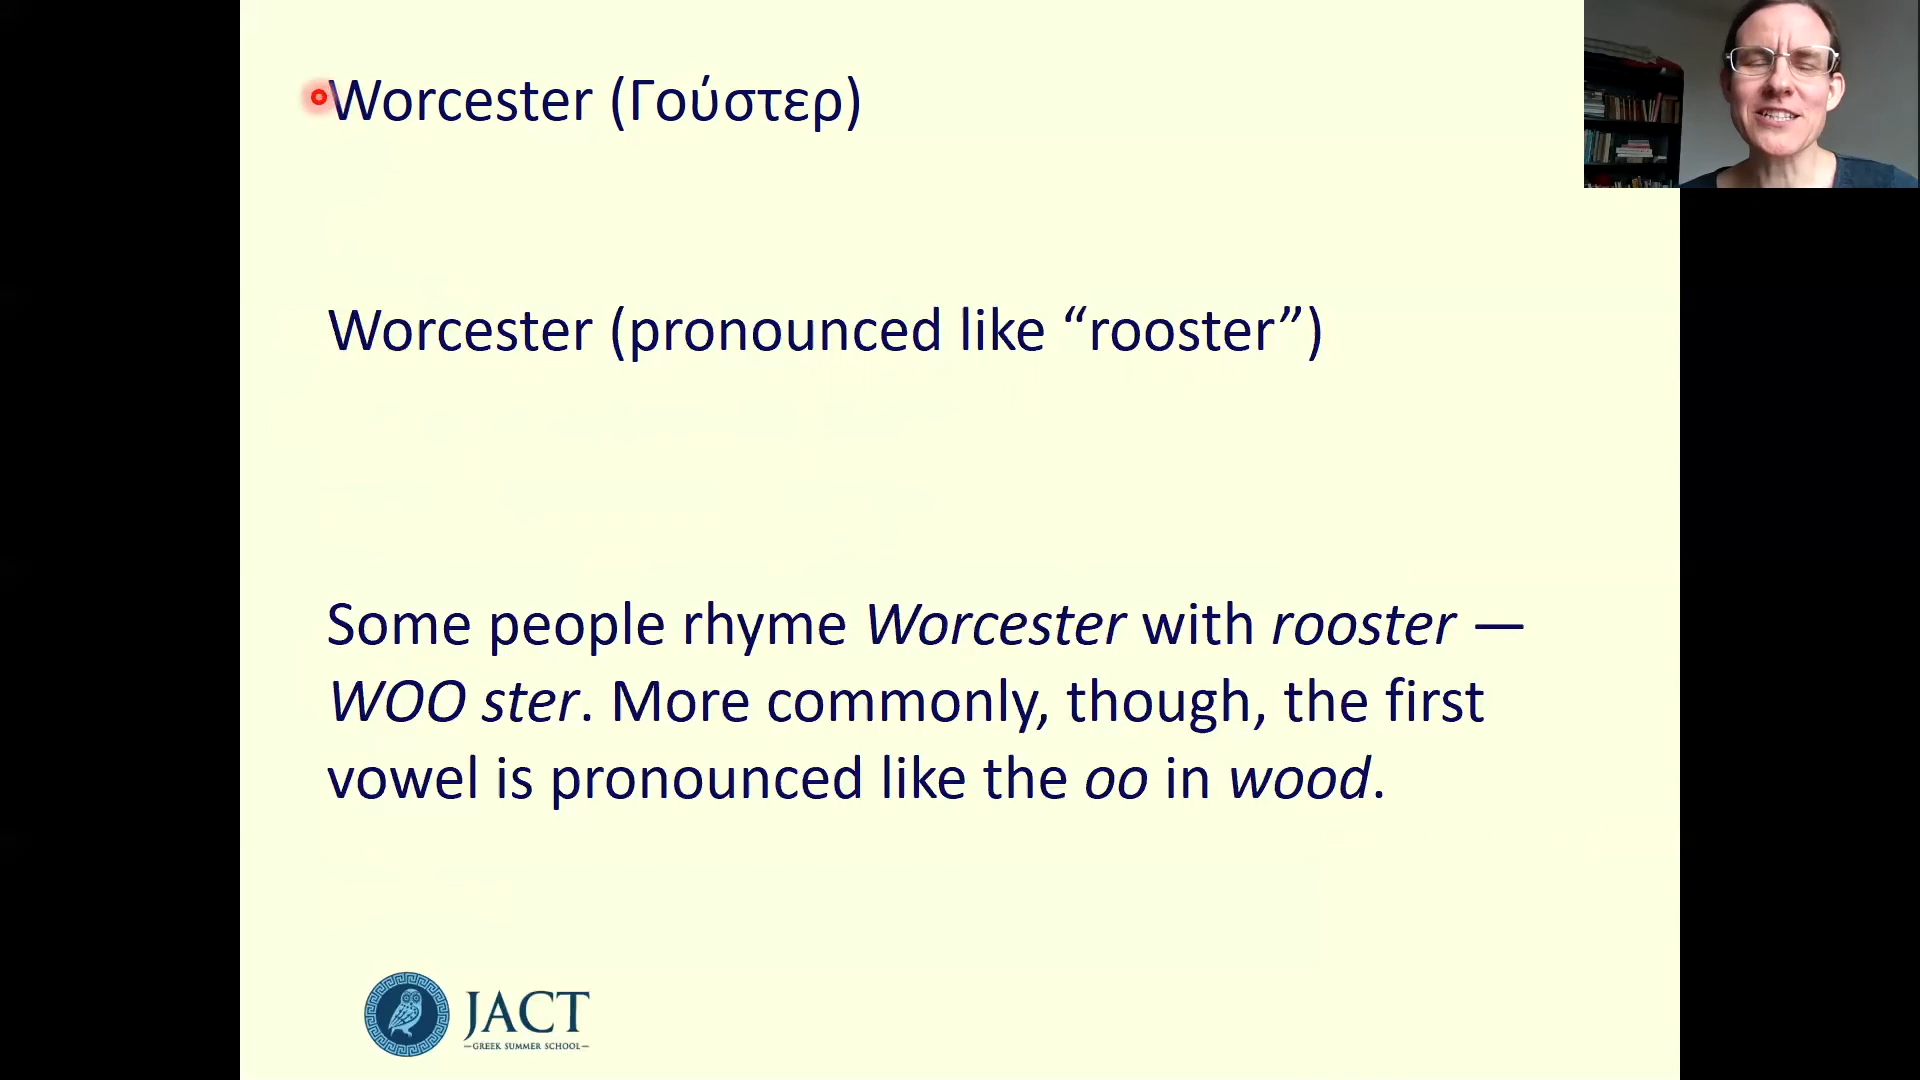 Worcester (Γούστερ)
Worcester (pronounced like “rooster”)
Some people rhyme Worcester with rooster —
WOO ster. More commonly, though, the first
vowel is pronounced like the oo in wood.
JACT
—GREEK SUMMER SCHOOL—